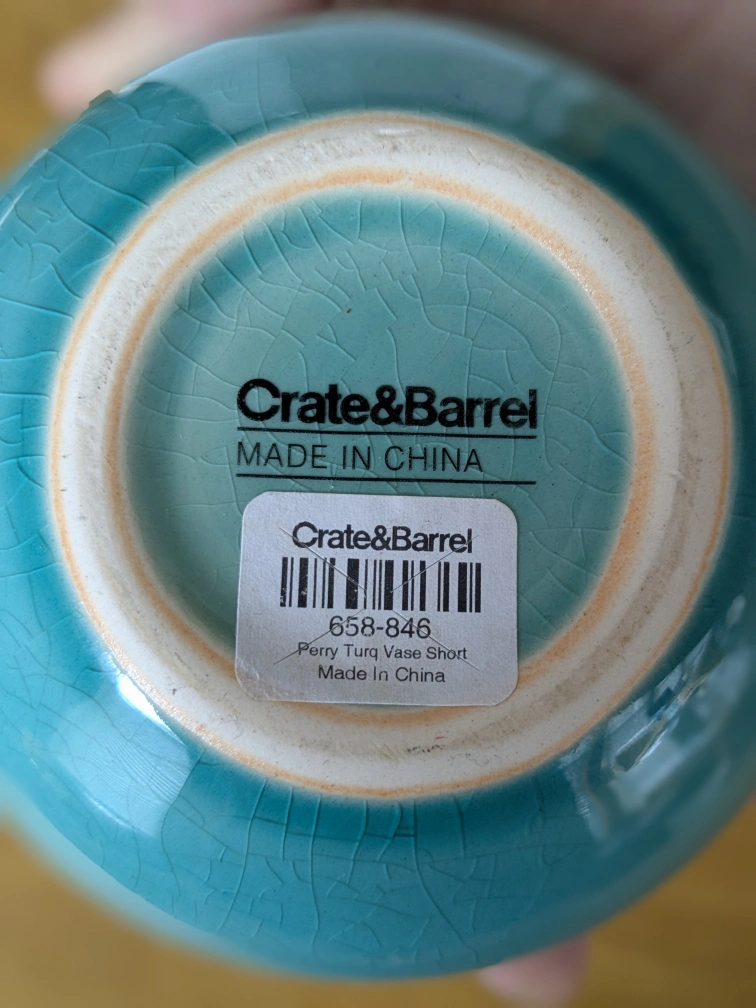 Crate&Barrel
MADE IN CHINA
Crate&Barrel
658-846
Perry Turq Vase Short
Made In China